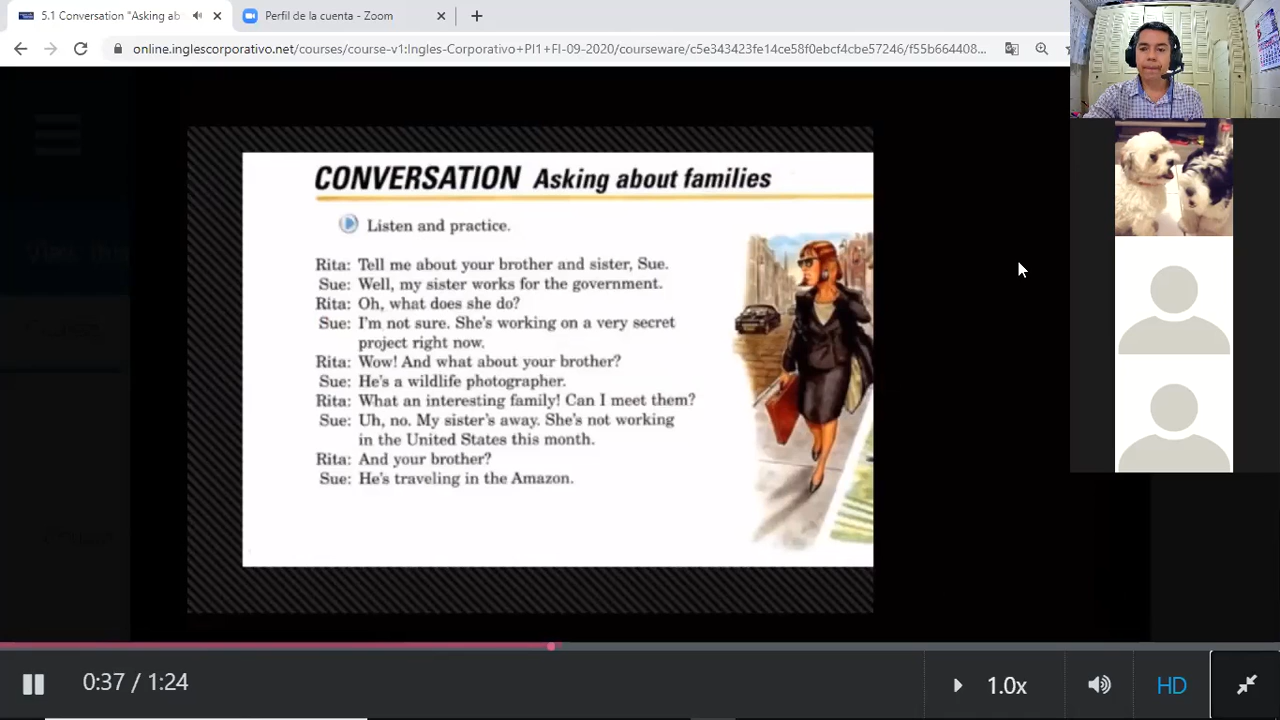 5.1 Conversation "Asking ab
Perfil de la cuenta - Zoom
online.inglescorporativo.net/courses/course-v1:Ingles-Corporativo+PI1+FI-09-2020/courseware/c5e343423fe14ce58f0ebcf4cbe57246/f55b664408...
CONVERSATION Asking about families
Listen and practice.
Rita: Tell me about your brother and sister, Sue.
Sue: Well, my sister works for the government.
Rita: Oh, what does she do?
Sue: I'm not sure. She's working on a very secret
project right now.
Rita: Wow! And what about your brother?
Sue: He's a wildlife photographer.
Rita: What an interesting family! Can I meet them?
Sue: Uh, no. My sister's away. She's not working
in the United States this month.
Rita: And your brother?
Sue: He's traveling in the Amazon.
0:37 / 1:24
1.0x
HD